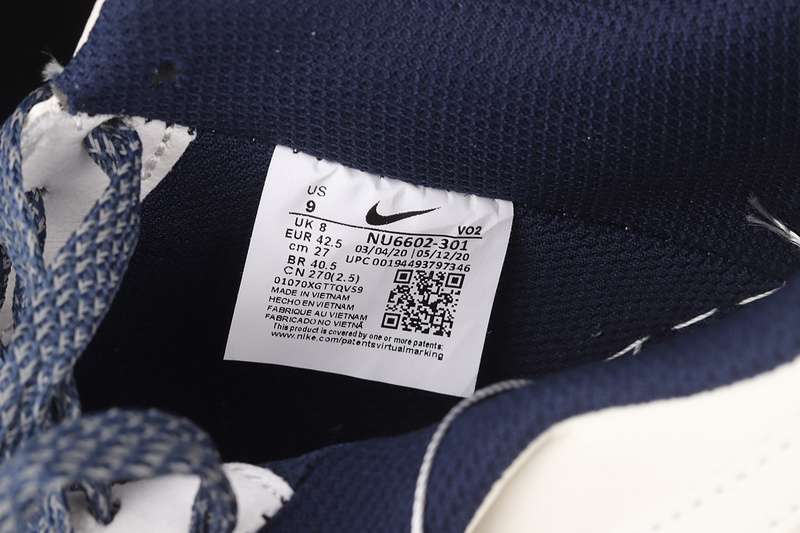 US
9
VO2
UK 8
EUR 42.5
cm 27
BR 40.5
CN 270(2.5)
NU6602-301
03/04/20 | 05/12/20
UPC 00194493797346
01070XGTTQV59
MADE IN VIETNAM
HECHO EN VIETNAM
FABRIQUE AU VIETNAM
FABRICADO NO VIETNÃ
This product is covered by one or more patents:
www.nike.com/patentsvirtualmarking